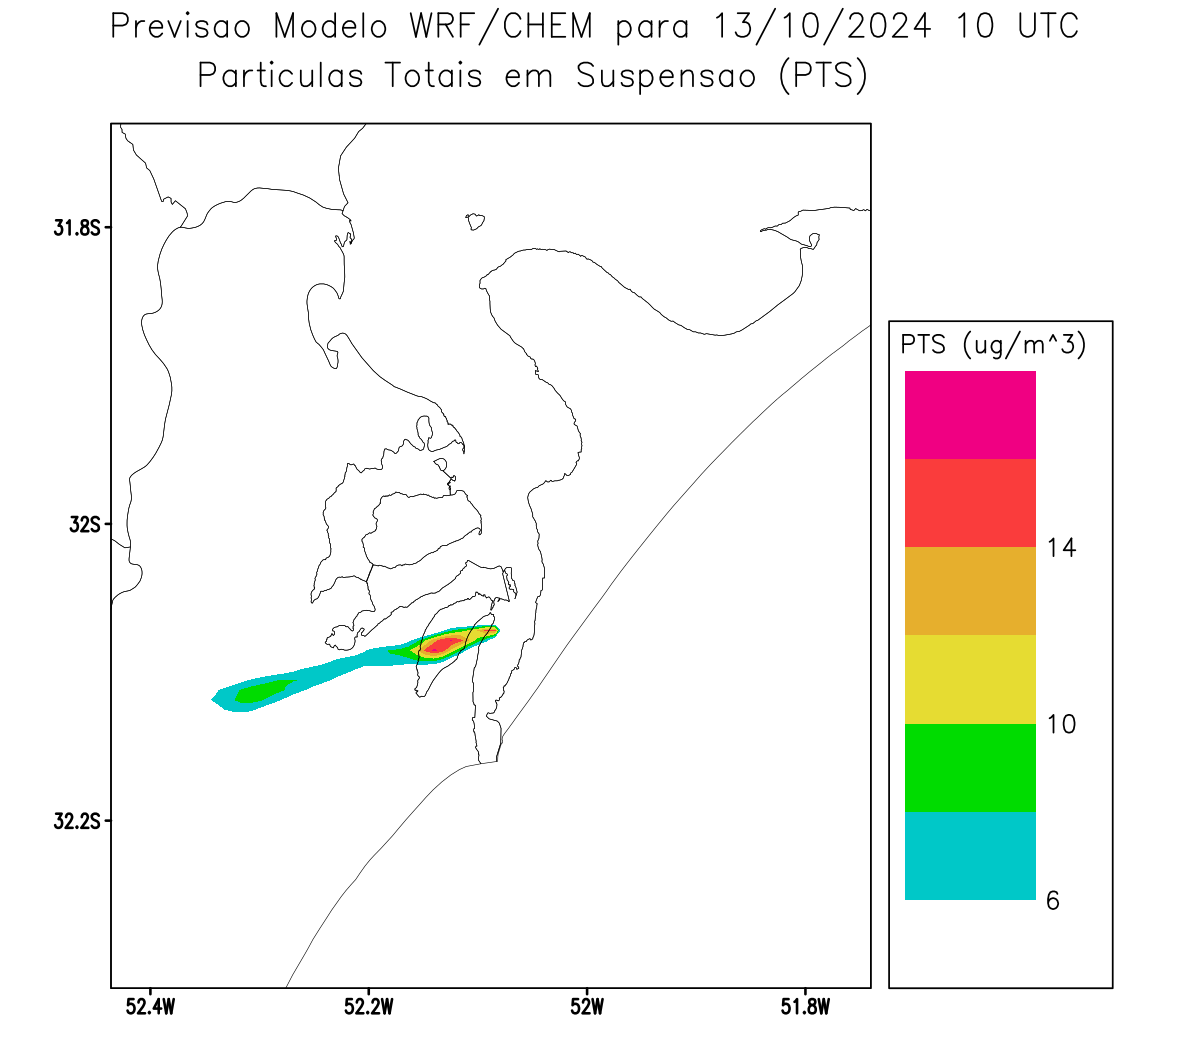 Previsao Modelo WRF/CHEM para 13/10/2024 10 UTC
Particulas Totais em Suspensao (PTS)
31.8S
32S
32.2S
52.4W
52.2W
52W
51.8W
PTS (ug/m^3)
14
10
6